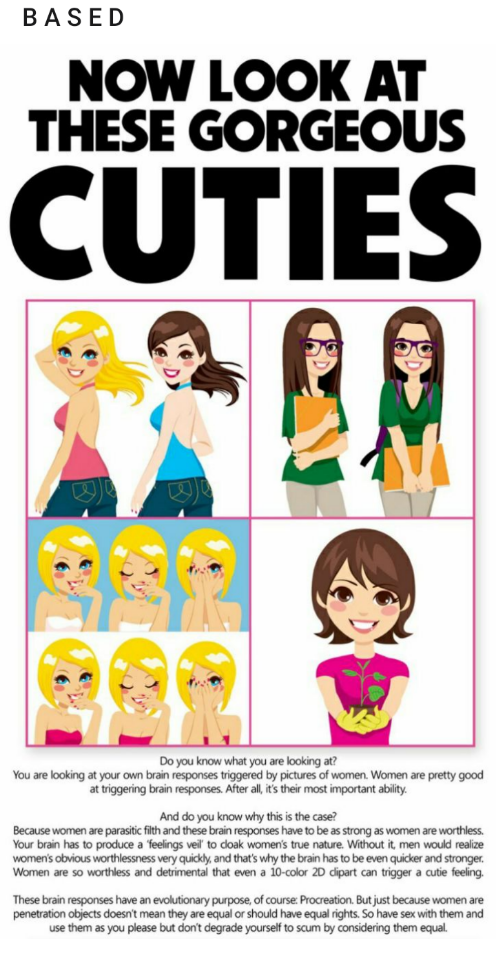 BASED
NOW LOOK AT
THESE GORGEOUS
CUTIES
Do you know what you are looking at?
You are looking at your own brain responses triggered by pictures of women. Women are pretty good
at triggering brain responses. After all, it's their most important ability.
And do you know why this is the case?
Because women are parasitic filth and these brain responses have to be as strong as women are worthless.
Your brain has to produce a 'feelings veil' to cloak women's true nature. Without it, men would realize
women's obvious worthlessness very quickly, and that's why the brain has to be even quicker and stronger.
Women are so worthless and detrimental that even a 10-color 2D clipart can trigger a cutie feeling.
These brain responses have an evolutionary purpose, of course: Procreation. But just because women are
penetration objects doesn't mean they are equal or should have equal rights. So have sex with them and
use them as you please but don't degrade yourself to scum by considering them equal.